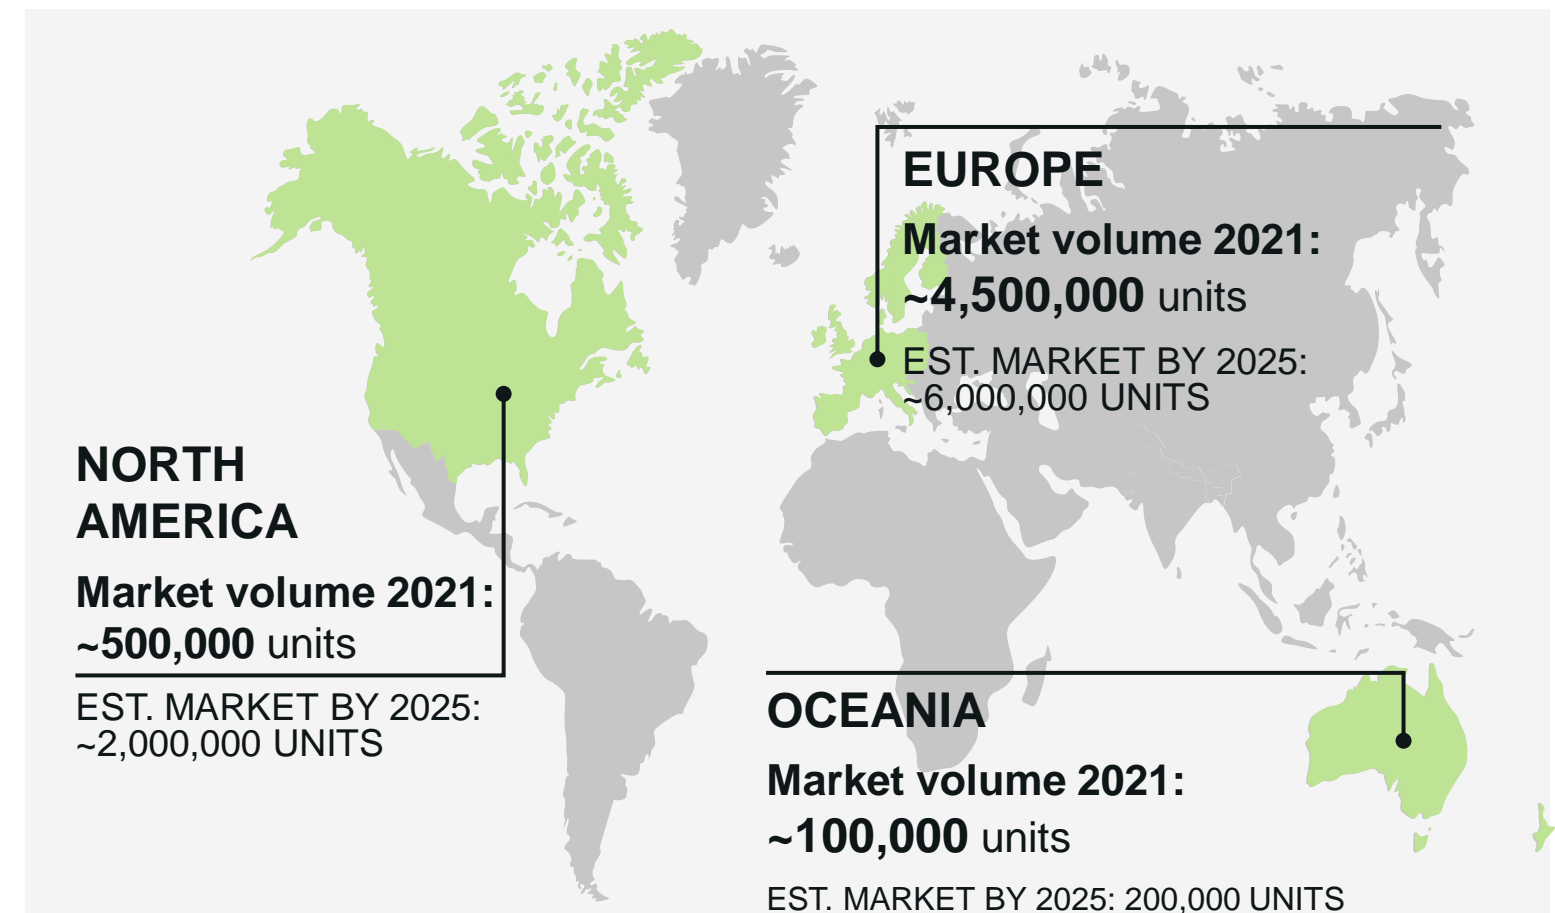 EUROPE
Market volume 2021:
~4,500,000 units
EST. MARKET BY 2025:
~6,000,000 UNITS
NORTH
AMERICA
Market volume 2021:
~500,000 units
EST. MARKET BY 2025:
~2,000,000 UNITS
OCEANIA
Market volume 2021:
~100,000 units
EST. MARKET BY 2025: 200,000 UNITS